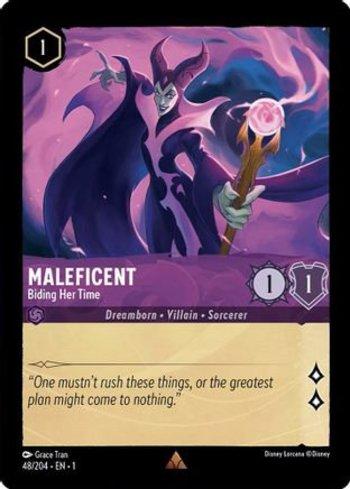 1
MALEFICENT
Biding Her Time
1 1
Dreamborn • Villain • Sorcerer
“One mustn’t rush these things, or the greatest
plan might come to nothing.”
Grace Tran
48/204 • EN • 1
Disney Lorcana ©Disney